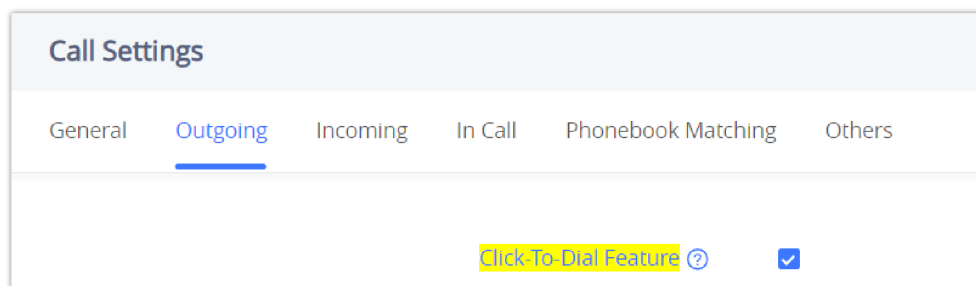 Call Settings
General Outgoing Incoming In Call Phonebook Matching Others
Click-To-Dial Feature ?